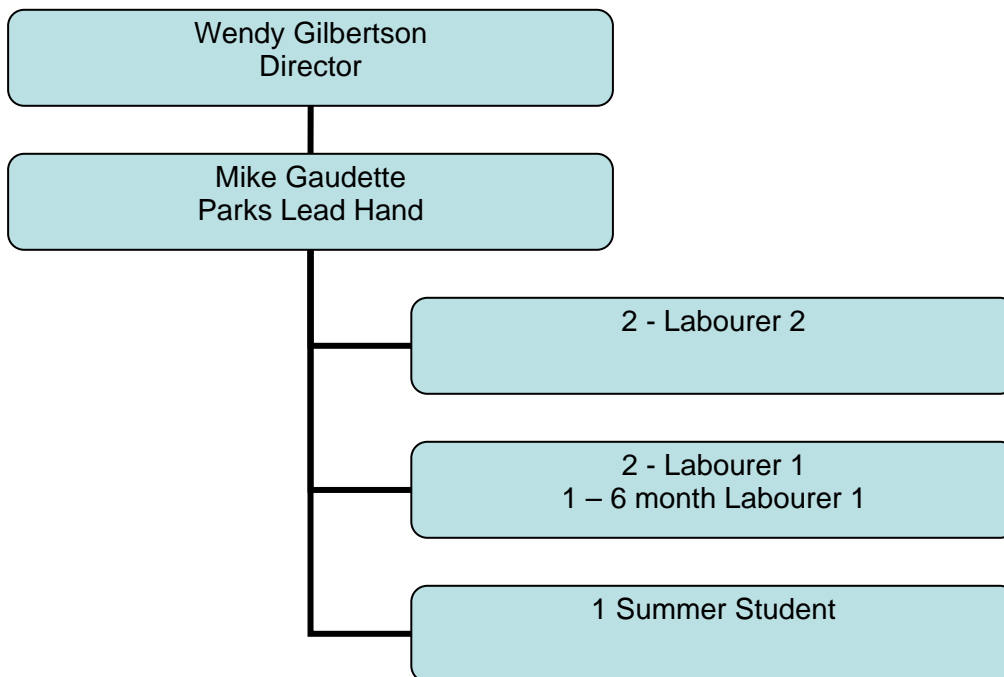 Wendy Gilbertson
Director
Mike Gaudette
Parks Lead Hand
2 - Labourer 2
2 - Labourer 1
1 – 6 month Labourer 1
1 Summer Student